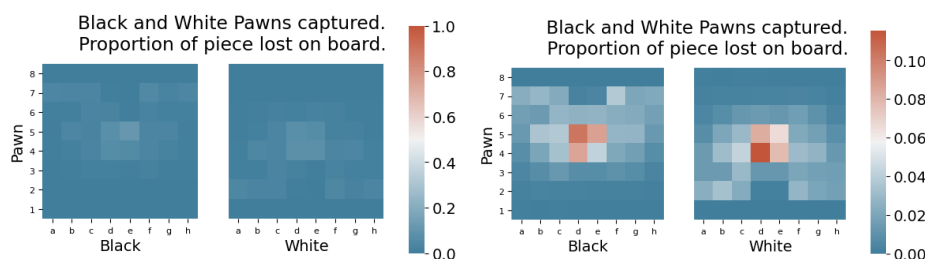 Black and White Pawns captured.
Proportion of piece lost on board.
Pawn
8
7
6
5
4
3
2
1
a b c d e f g h
Black
a b c d e f g h
White
1.0
0.8
0.6
0.4
0.2
0.0
Black and White Pawns captured.
Proportion of piece lost on board.
Pawn
8
7
6
5
4
3
2
1
a b c d e f g h
Black
a b c d e f g h
White
0.10
0.08
0.06
0.04
0.02
0.00